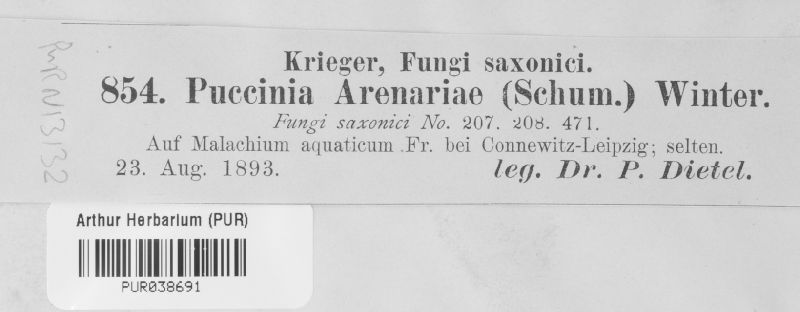 Krieger, Fungi saxonici.
854. Puccinia Arenariae (Schum.) Winter.
Fungi saxonici No. 207. 208. 471.
Auf Malachium aquaticum Fr. bei Connewitz-Leipzig; selten.
23. Aug. 1893.
leg. Dr. P. Dietel.
PUR N13132
Arthur Herbarium (PUR)
PUR038691